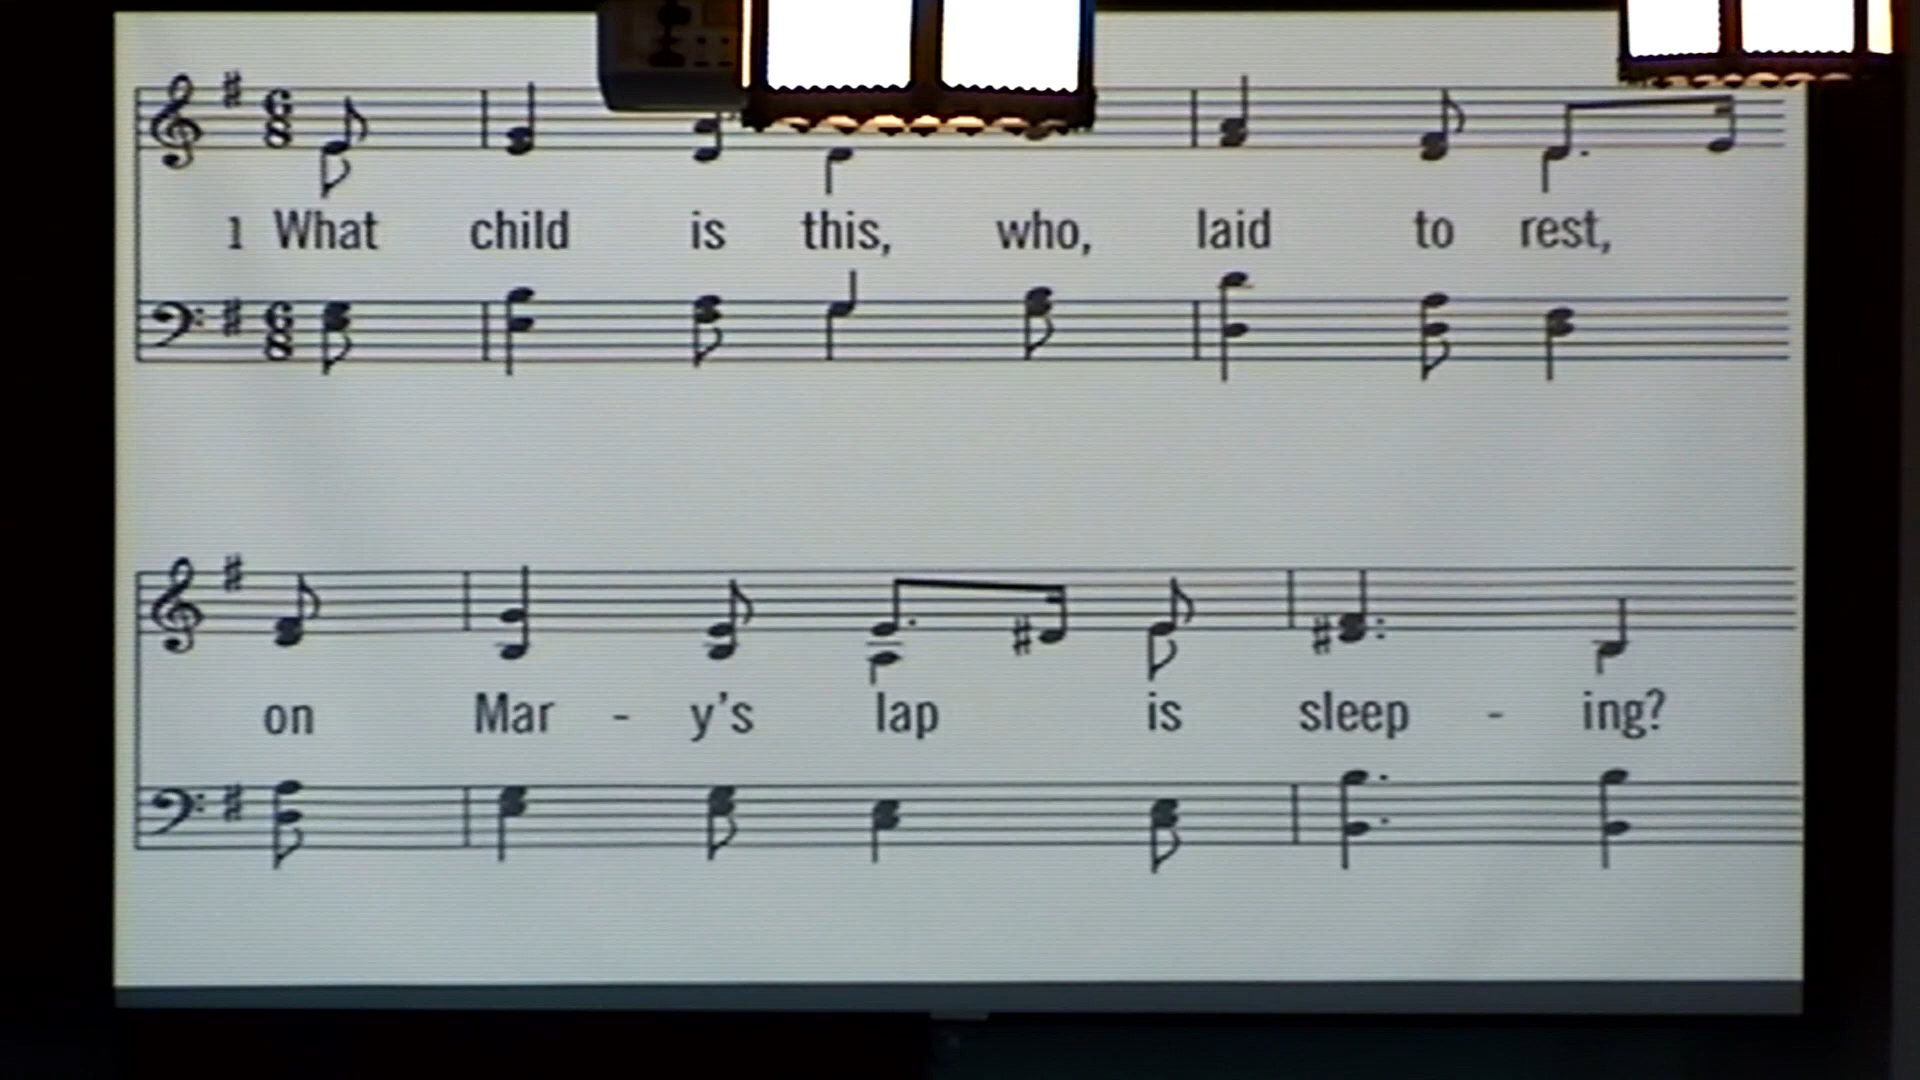 1 What child is this, who, laid to rest,
on Mar - y's lap is sleep - ing?